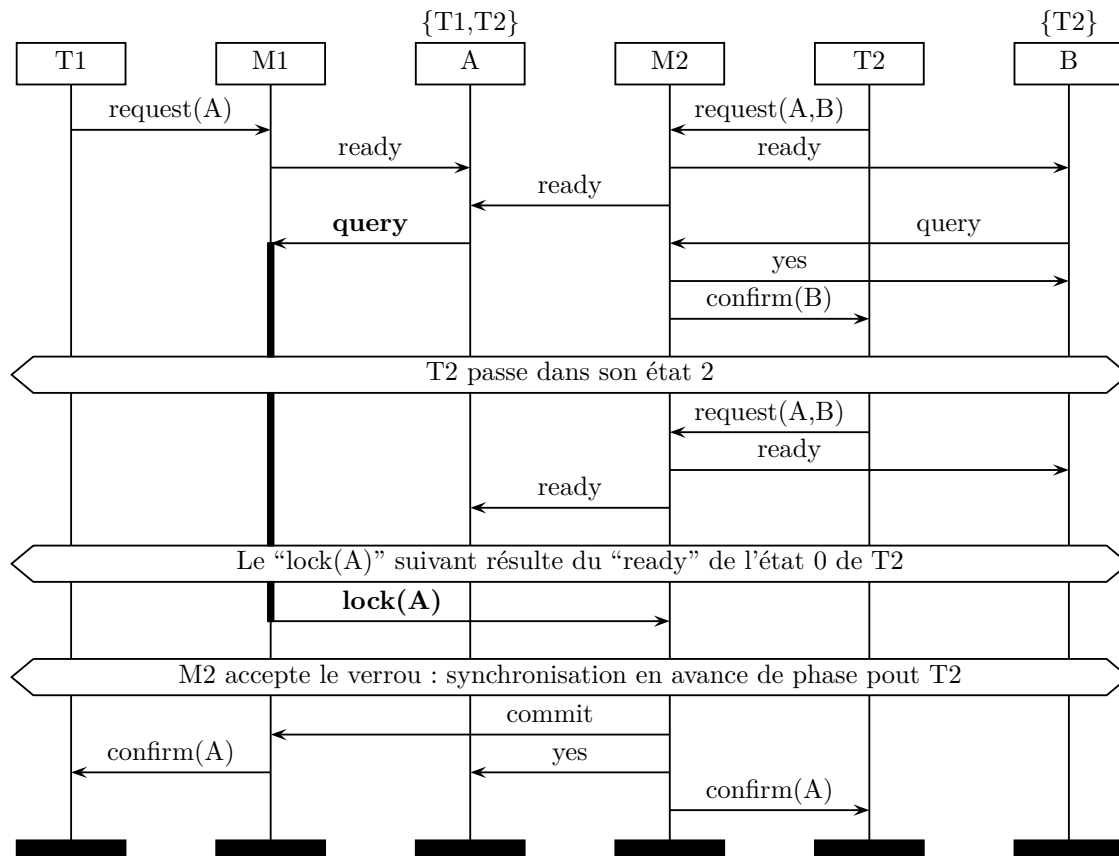 {T1,T2} {T2}
T1 M1 A M2 T2 B
request(A) request(A,B)
ready ready
ready
query query
yes
confirm(B)
T2 passe dans son état 2
request(A,B)
ready
ready
Le “lock(A)” suivant résulte du “ready” de l’état 0 de T2
lock(A)
M2 accepte le verrou : synchronisation en avance de phase pout T2
commit
confirm(A) yes
confirm(A)